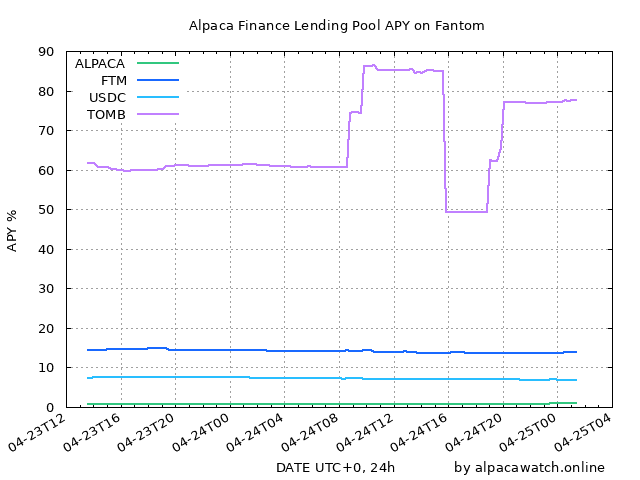 Alpaca Finance Lending Pool APY on Fantom
ALPACA
FTM
USDC
TOMB
APY %
90
80
70
60
50
40
30
20
10
0
04-23T12
04-23T16
04-23T20
04-24T00
04-24T04
04-24T08
04-24T12
04-24T16
04-24T20
04-25T00
04-25T04
DATE UTC+0, 24h
by alpacawatch.online